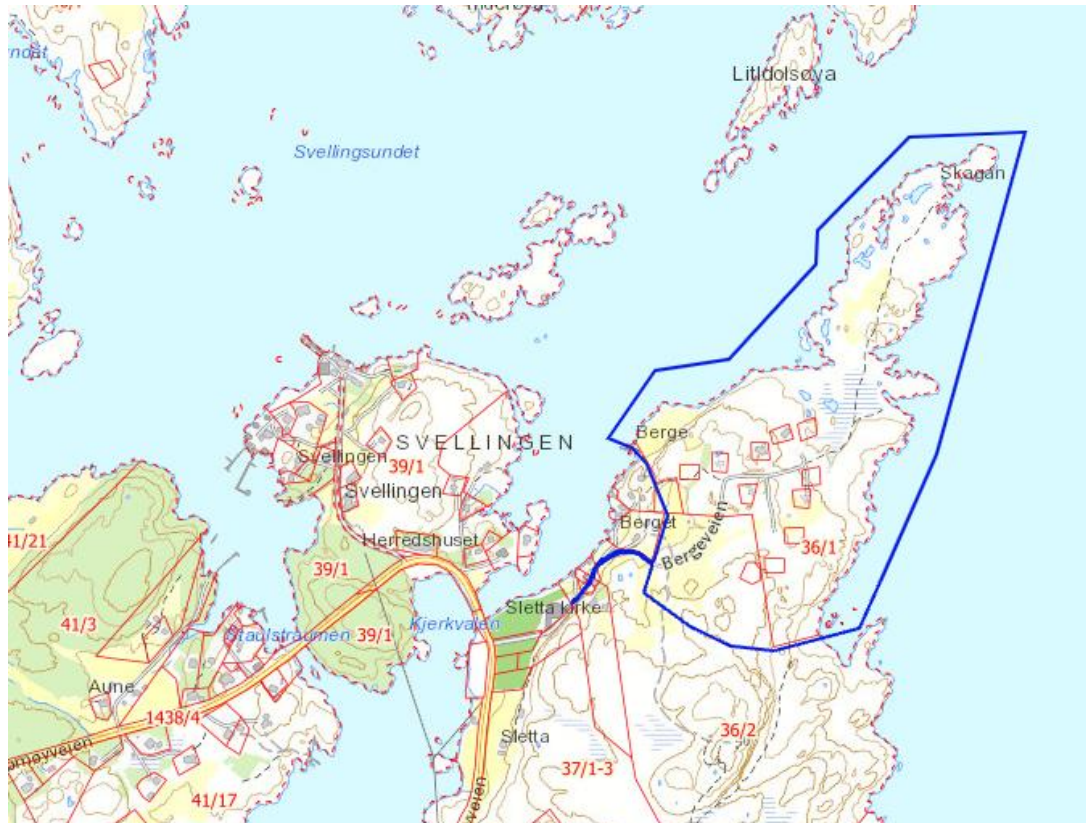 Litldolsøya
Svellingsundet
Skagan
Berge
SVELLINGEN
Svellingen
39/1
Svellingen
Berget
Bergeveien
41/21
Herredshuset
36/1
39/1
Sletta kirke
41/3
Staulstraumen
39/1
Kjerkvalen
Aune
1438/4
36/2
Sletta
37/1-3
41/17